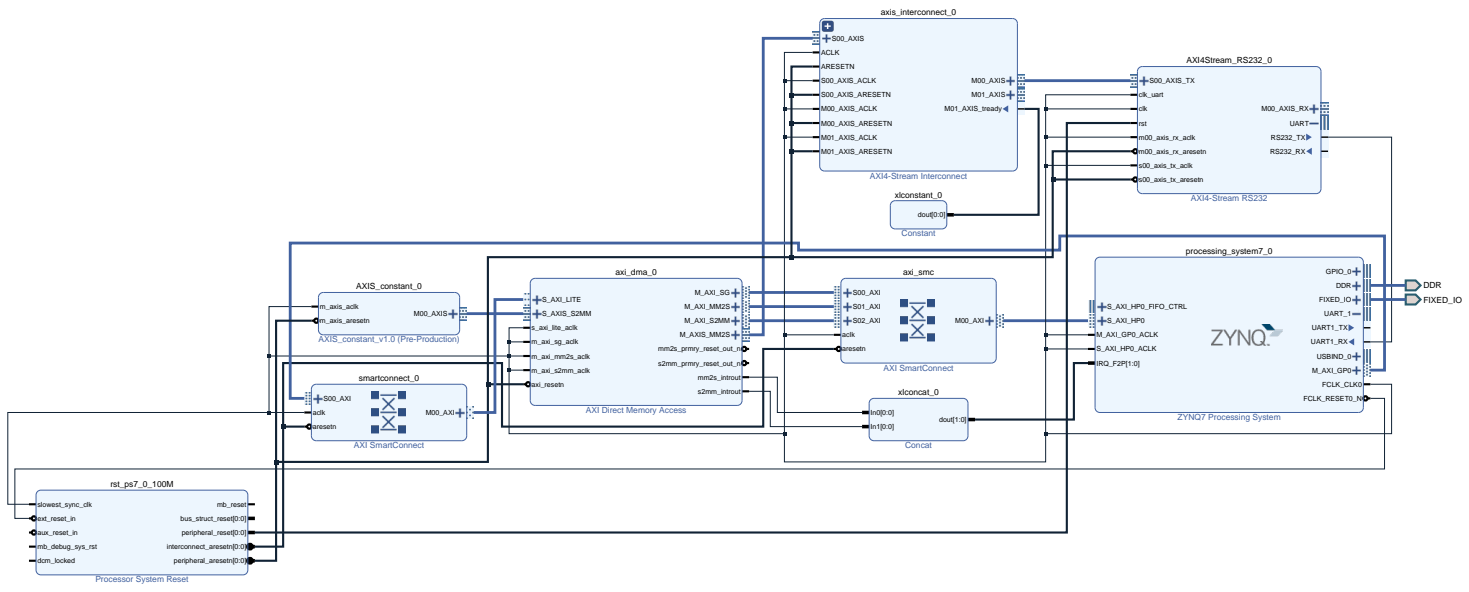 axis_interconnect_0
S00_AXIS
ACLK
ARESETN
S00_AXIS_ACLK
S00_AXIS_ARESETN
M00_AXIS_ACLK
M00_AXIS_ARESETN
M01_AXIS_ACLK
M01_AXIS_ARESETN
M00_AXIS
M01_AXIS
M01_AXIS_tready
AXI4-Stream Interconnect
AXI4Stream_RS232_0
S00_AXIS_TX
clk_uart
clk
rst
m00_axis_rx_aclk
m00_axis_rx_aresetn
s00_axis_tx_aclk
s00_axis_tx_aresetn
M00_AXIS_RX
UART
RS232_TX
RS232_RX
AXI4-Stream RS232
xlconstant_0
dout[0:0]
Constant
AXIS_constant_0
m_axis_aclk
m_axis_aresetn
M00_AXIS
AXIS_constant_v1.0 (Pre-Production)
axi_dma_0
S_AXI_LITE
S_AXIS_S2MM
s_axi_lite_aclk
m_axi_sg_aclk
m_axi_mm2s_aclk
m_axi_s2mm_aclk
axi_resetn
M_AXI_SG
M_AXI_MM2S
M_AXI_S2MM
M_AXIS_MM2S
mm2s_prmry_reset_out_n
s2mm_prmry_reset_out_n
mm2s_introut
s2mm_introut
AXI Direct Memory Access
axi_smc
S00_AXI
S01_AXI
S02_AXI
aclk
aresetn
M00_AXI
AXI SmartConnect
processing_system7_0
S_AXI_HP0_FIFO_CTRL
S_AXI_HP0
M_AXI_GP0_ACLK
S_AXI_HP0_ACLK
IRQ_F2P[1:0]
ZYNQ
GPIO_0
DDR
FIXED_IO
UART_1
UART1_TX
UART1_RX
USBIND_0
M_AXI_GP0
FCLK_CLK0
FCLK_RESET0_N
ZYNQ7 Processing System
DDR
FIXED_IO
smartconnect_0
S00_AXI
aclk
aresetn
M00_AXI
AXI SmartConnect
xlconcat_0
In0[0:0]
In1[0:0]
dout[1:0]
Concat
rst_ps7_0_100M
slowest_sync_clk
ext_reset_in
aux_reset_in
mb_debug_sys_rst
dcm_locked
mb_reset
bus_struct_reset[0:0]
peripheral_reset[0:0]
interconnect_aresetn[0:0]
peripheral_aresetn[0:0]
Processor System Reset